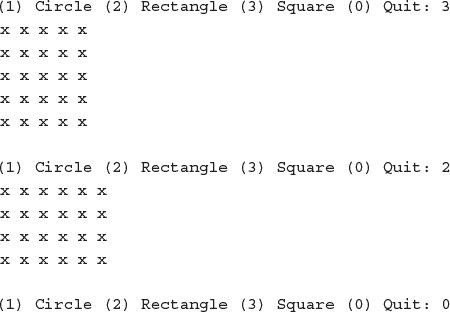 (1) Circle (2) Rectangle (3) Square (0) Quit: 3
x x x x x
x x x x x
x x x x x
x x x x x
x x x x x
(1) Circle (2) Rectangle (3) Square (0) Quit: 2
x x x x x x
x x x x x x
x x x x x x
x x x x x x
(1) Circle (2) Rectangle (3) Square (0) Quit: 0